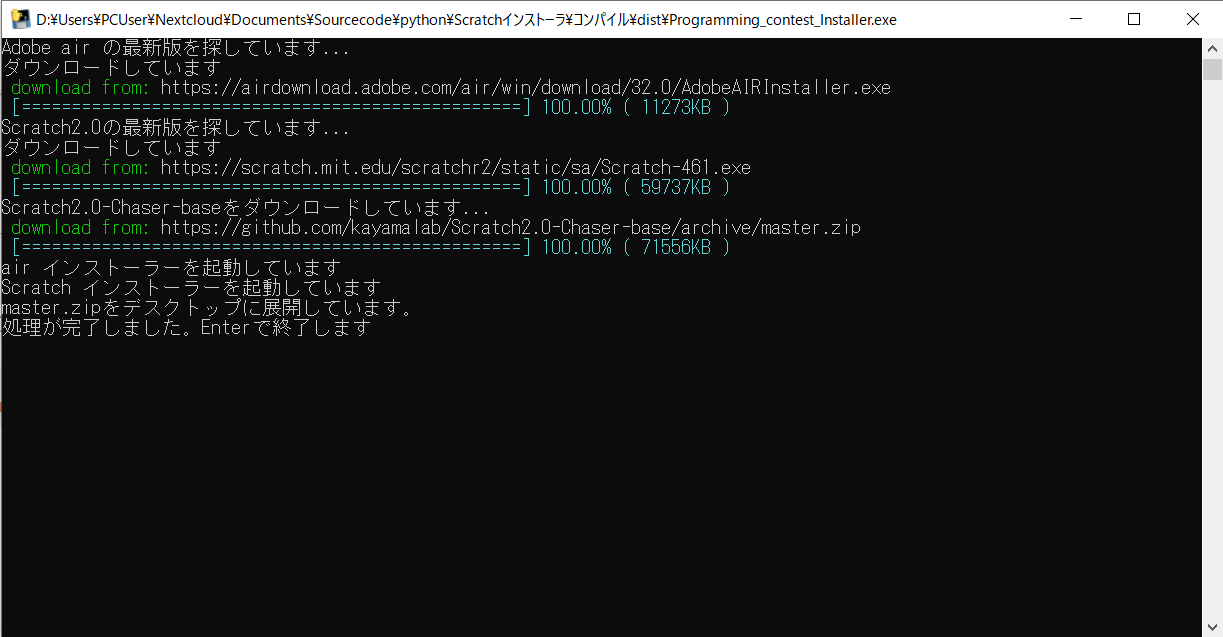 D:¥Users¥PCUser¥Nextcloud¥Documents¥Sourcecode¥python¥Scratchインストーラ¥コンパイル¥dist¥Programming_contest_Installer.exe
Adobe air の最新版を探しています...
ダウンロードしています
download from: https://airdownload.adobe.com/air/win/download/32.0/AdobeAIRInstaller.exe
[==================================================] 100.00% ( 11273KB )
Scratch2.0の最新版を探しています...
ダウンロードしています
download from: https://scratch.mit.edu/scratchr2/static/sa/Scratch-461.exe
[==================================================] 100.00% ( 59737KB )
Scratch2.0-Chaser-baseをダウンロードしています...
download from: https://github.com/kayamalab/Scratch2.0-Chaser-base/archive/master.zip
[==================================================] 100.00% ( 71556KB )
air インストーラーを起動しています
Scratch インストーラーを起動しています
master.zipをデスクトップに展開しています。
処理が完了しました。Enterで終了します